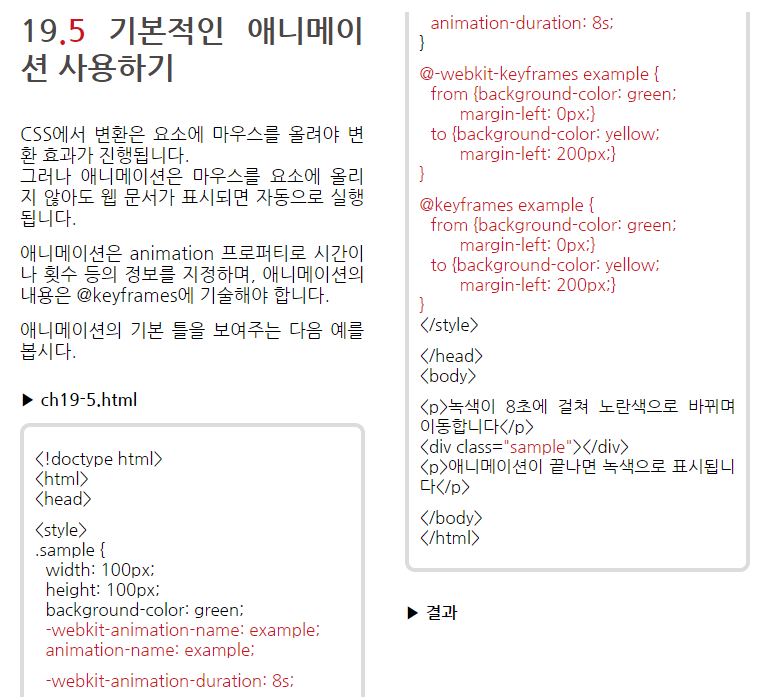 19.5 기본적인 애니메이
션 사용하기
CSS에서 변환은 요소에 마우스를 올려야 변
환 효과가 진행됩니다.
그러나 애니메이션은 마우스를 요소에 올리
지 않아도 웹 문서가 표시되면 자동으로 실행
됩니다.
애니메이션은 animation 프로퍼티로 시간이
나 횟수 등의 정보를 지정하며, 애니메이션의
내용은 @keyframes에 기술해야 합니다.
애니메이션의 기본 틀을 보여주는 다음 예를
봅시다.
▶ ch19-5.html
<!doctype html>
<html>
<head>
<style>
.sample {
width: 100px;
height: 100px;
background-color: green;
-webkit-animation-name: example;
animation-name: example;
-webkit-animation-duration: 8s;
animation-duration: 8s;
}
@-webkit-keyframes example {
from {background-color: green;
margin-left: 0px;}
to {background-color: yellow;
margin-left: 200px;}
}
@keyframes example {
from {background-color: green;
margin-left: 0px;}
to {background-color: yellow;
margin-left: 200px;}
}
</style>
</head>
<body>
<p>녹색이 8초에 걸쳐 노란색으로 바뀌며
이동합니다</p>
<div class="sample"></div>
<p>애니메이션이 끝나면 녹색으로 표시됩니
다</p>
</body>
</html>
▶ 결과